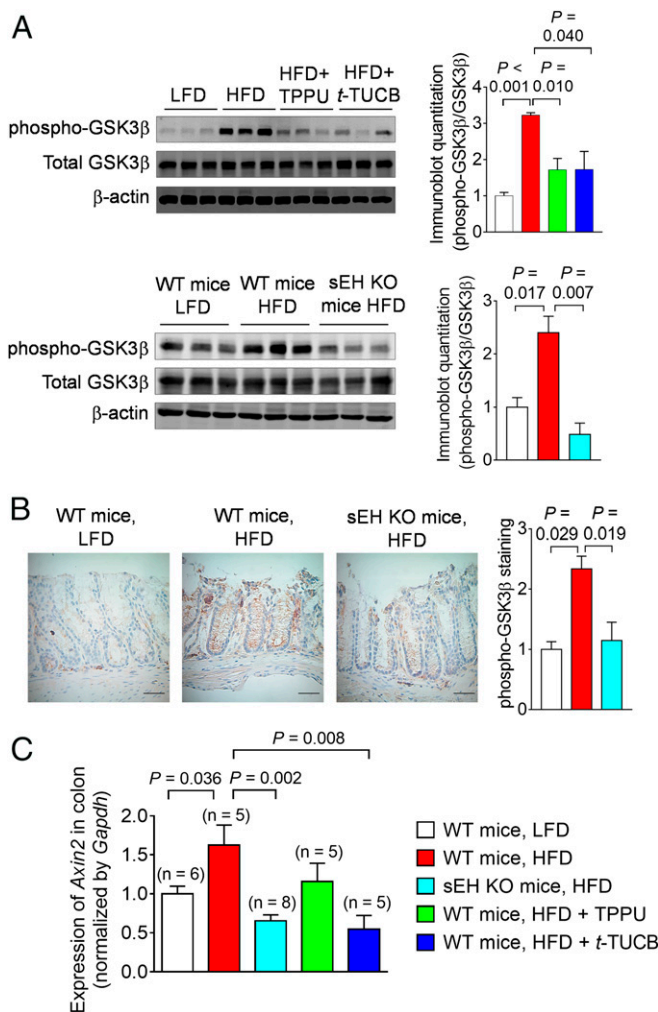 A
LFD
HFD
HFD+
TPPU
HFD+
t-TUCB
phospho-GSK3β
Total GSK3β
β-actin
Immunoblot quantitation
(phospho-GSK3β/GSK3β)
4
3
2
1
0
P <
0.001
P =
0.010
P =
0.040
WT mice
LFD
WT mice
HFD
sEH KO
mice HFD
phospho-GSK3β
Total GSK3β
β-actin
Immunoblot quantitation
(phospho-GSK3β/GSK3β)
3
2
1
0
P =
0.017
P =
0.007
B
WT mice,
LFD
WT mice,
HFD
sEH KO mice,
HFD
phospho-GSK3β staining
3
2
1
0
P =
0.029
P =
0.019
C
Expression of Axin2 in colon
(normalized by Gapdh)
2.0
1.5
1.0
0.5
0.0
P = 0.036
P = 0.002
P = 0.008
(n = 6)
(n = 5)
(n = 8)
(n = 5)
(n = 5)
WT mice, LFD
WT mice, HFD
sEH KO mice, HFD
WT mice, HFD + TPPU
WT mice, HFD + t-TUCB